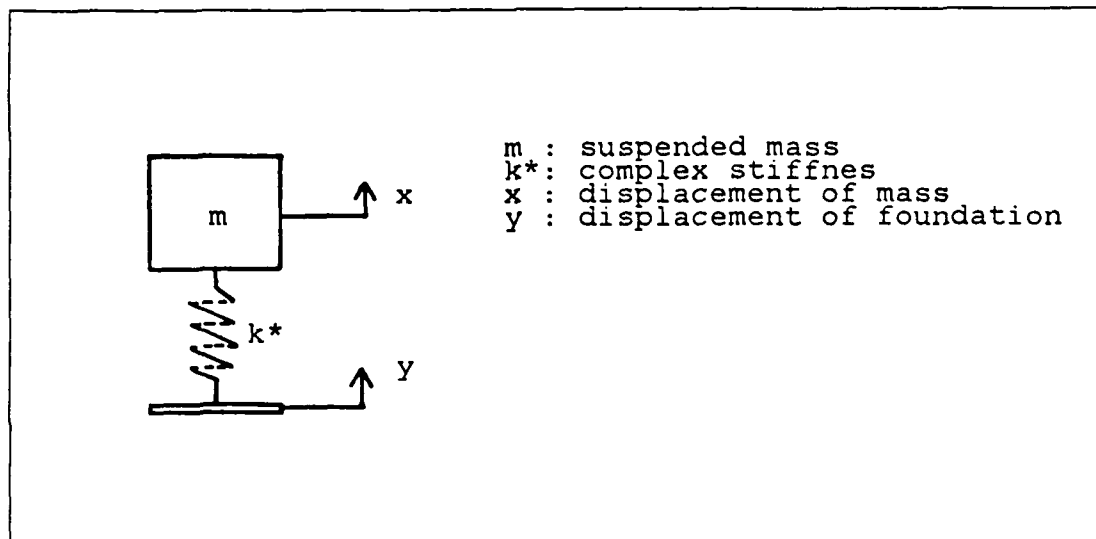 m : suspended mass
k*: complex stiffnes
x : displacement of mass
y : displacement of foundation
x
m
k*
y